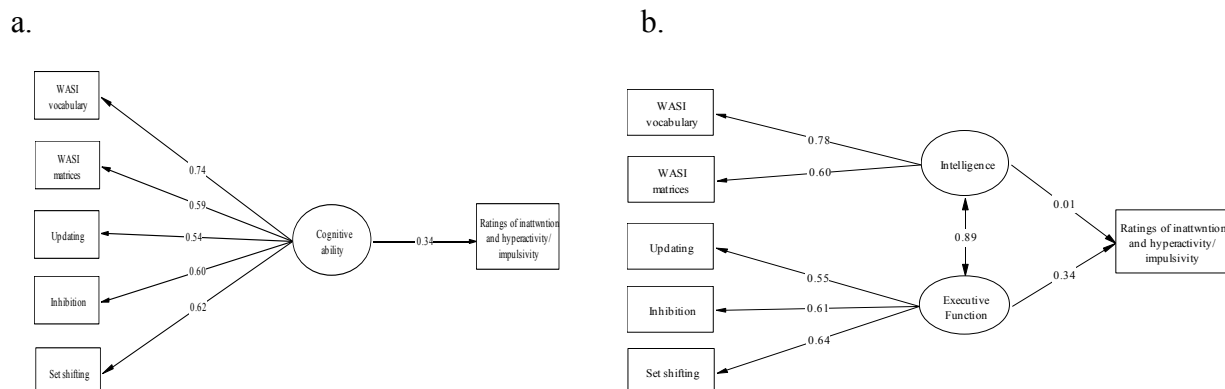 a.
WASI
vocabulary
WASI
matrices
Updating
Inhibition
Set shifting
0.74
0.59
0.54
0.60
0.62
Cognitive
ability
0.34
Ratings of inattwntion
and hyperactivity/
impulsivity
b.
WASI
vocabulary
WASI
matrices
Updating
Inhibition
Set shifting
0.78
0.60
0.55
0.61
0.64
Intelligence
0.89
Executive
Function
0.01
0.34
Ratings of inattwntion
and hyperactivity/
impulsivity